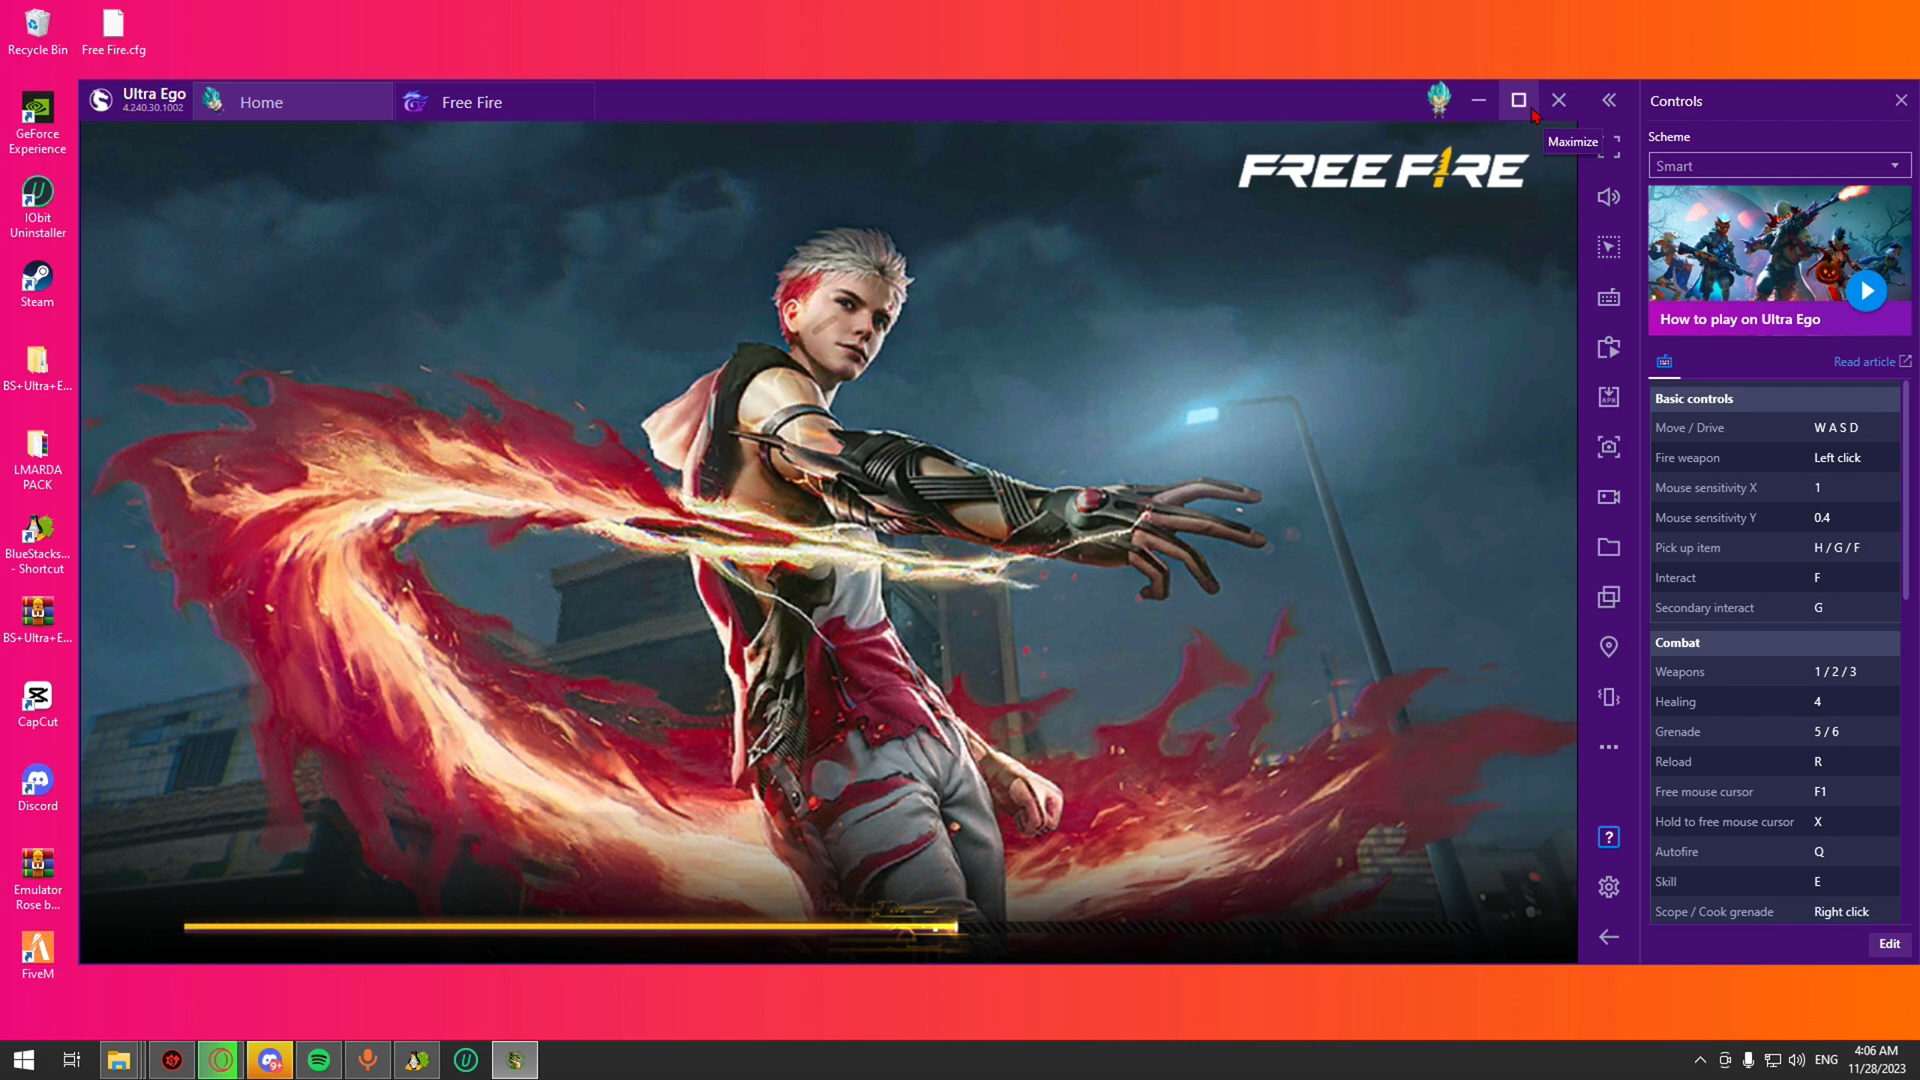 Recycle Bin
Free Fire.cfg
GeForce
Experience
IObit
Uninstaller
Steam
BS+Ultra+E...
LMARDA
PACK
BlueStacks...
- Shortcut
BS+Ultra+E...
CapCut
Discord
Emulator
Rose b...
FiveM
Ultra Ego
4.240.30.1002
Home
Free Fire
Maximize
FREE FIRE
APK
?
Controls
Scheme
Smart
How to play on Ultra Ego
Read article
Basic controls
Move / Drive W A S D
Fire weapon Left click
Mouse sensitivity X 1
Mouse sensitivity Y 0.4
Pick up item H / G / F
Interact F
Secondary interact G
Combat
Weapons 1 / 2 / 3
Healing 4
Grenade 5 / 6
Reload R
Free mouse cursor F1
Hold to free mouse cursor X
Autofire Q
Skill E
Scope / Cook grenade Right click
Edit
9+
ENG
4:06 AM
11/28/2023